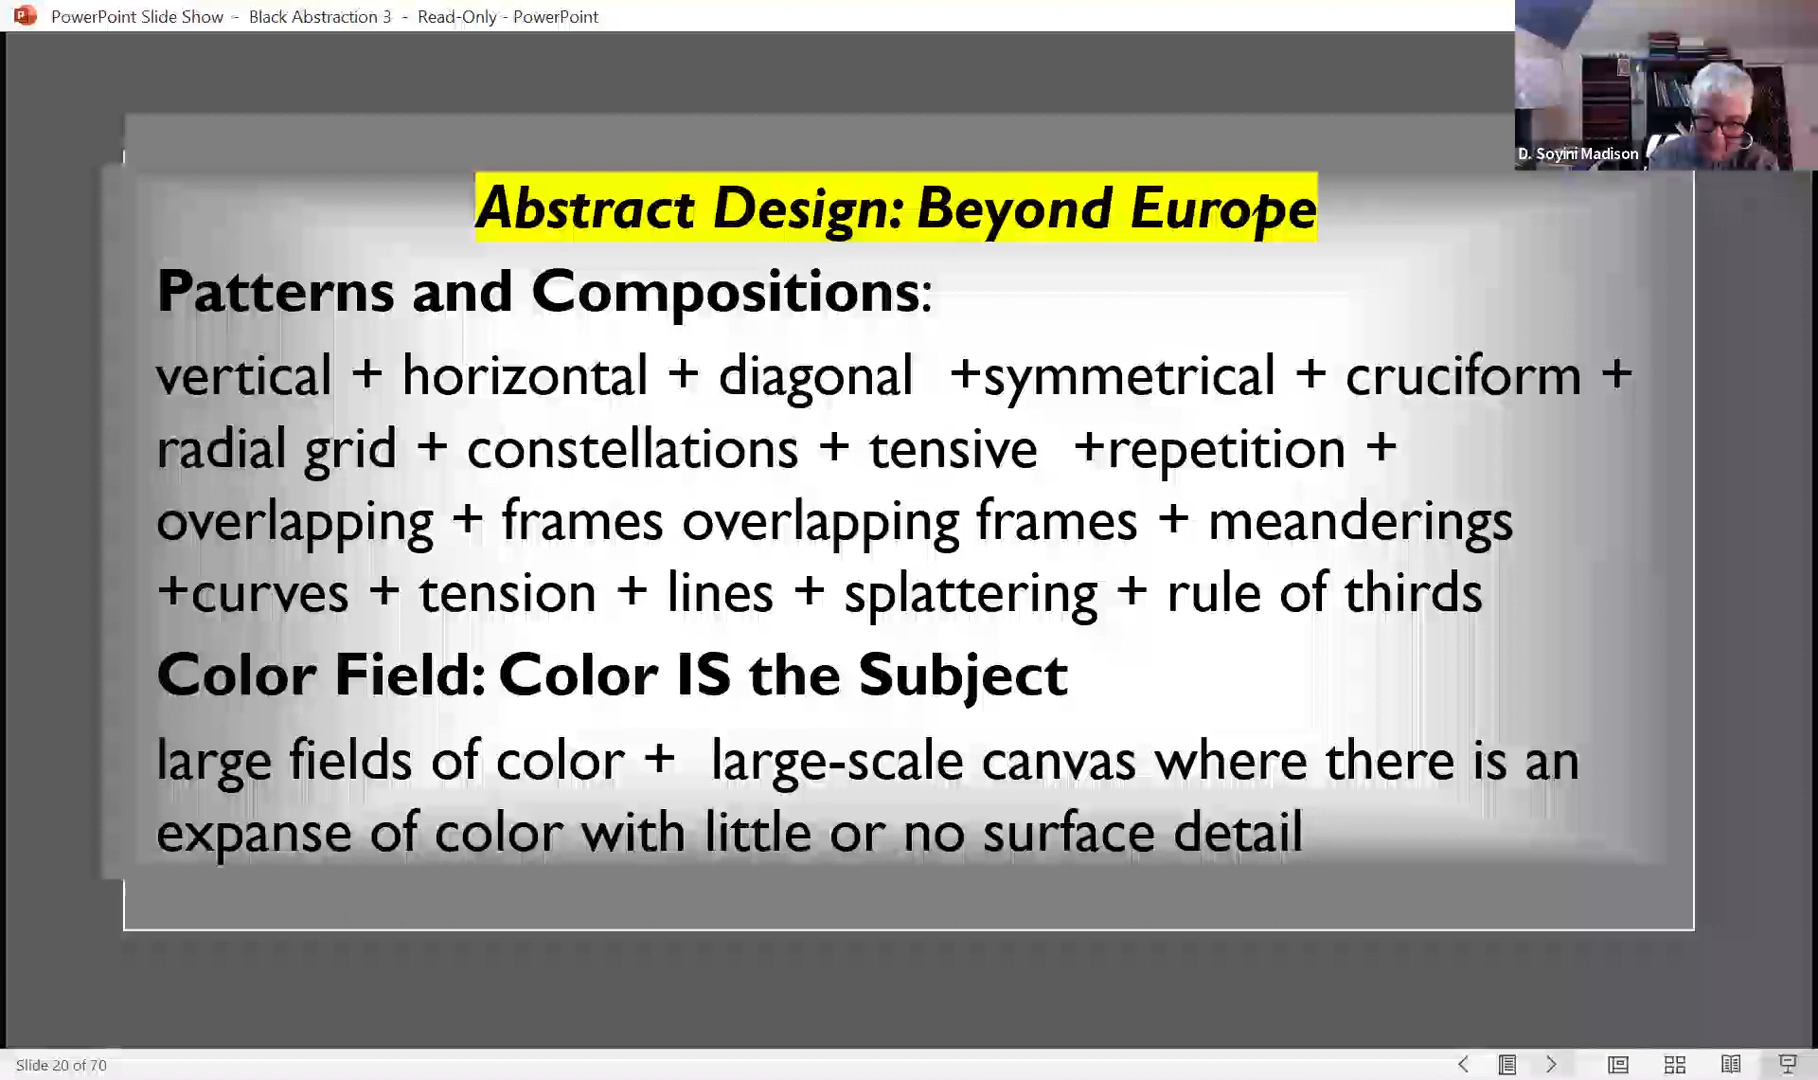 PowerPoint Slide Show - Black Abstraction 3 - Read-Only - PowerPoint
D. Soyini Madison
Abstract Design: Beyond Europe
Patterns and Compositions:
vertical + horizontal + diagonal +symmetrical + cruciform +
radial grid + constellations + tensive +repetition +
overlapping + frames overlapping frames + meanderings
+curves + tension + lines + splattering + rule of thirds
Color Field: Color IS the Subject
large fields of color + large-scale canvas where there is an
expanse of color with little or no surface detail
Slide 20 of 70